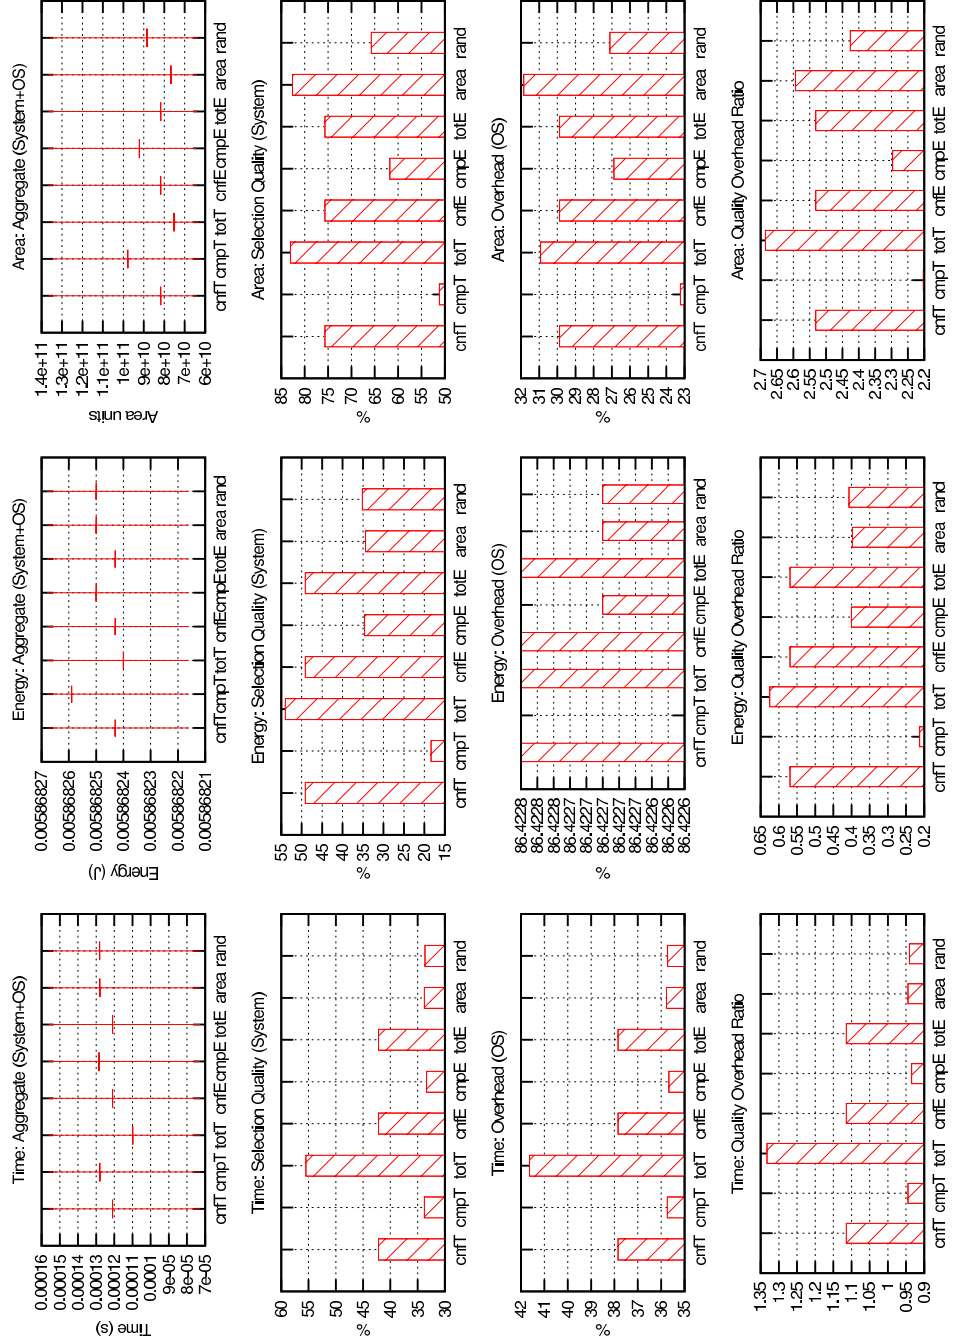 Time: Aggregate (System+OS)
Time (s)
0.00016
0.00015
0.00014
0.00013
0.00012
0.00011
0.0001
9e-05
8e-05
7e-05
cnfT cmpT totT cnfE cmpE totE area rand
Energy: Aggregate (System+OS)
Energy (J)
0.00586827
0.00586826
0.00586825
0.00586824
0.00586823
0.00586822
0.00586821
cnfT cmpT totT cnfE cmpE totE area rand
Area: Aggregate (System+OS)
Area units
1.4e+11
1.3e+11
1.2e+11
1.1e+11
1e+11
9e+10
8e+10
7e+10
6e+10
cnfT cmpT totT cnfE cmpE totE area rand
Time: Selection Quality (System)
%
60
55
50
45
40
35
30
cnfT cmpT totT cnfE cmpE totE area rand
Energy: Selection Quality (System)
%
55
50
45
40
35
30
25
20
15
cnfT cmpT totT cnfE cmpE totE area rand
Area: Selection Quality (System)
%
85
80
75
70
65
60
55
50
cnfT cmpT totT cnfE cmpE totE area rand
Time: Overhead (OS)
%
42
41
40
39
38
37
36
35
cnfT cmpT totT cnfE cmpE totE area rand
Energy: Overhead (OS)
%
86.4228
86.4228
86.4228
86.4227
86.4227
86.4227
86.4227
86.4227
86.4226
86.4226
86.4226
cnfT cmpT totT cnfE cmpE totE area rand
Area: Overhead (OS)
%
32
31
30
29
28
27
26
25
24
23
cnfT cmpT totT cnfE cmpE totE area rand
Time: Quality Overhead Ratio
1.35
1.3
1.25
1.2
1.15
1.1
1.05
1
0.95
0.9
cnfT cmpT totT cnfE cmpE totE area rand
Energy: Quality Overhead Ratio
0.65
0.6
0.55
0.5
0.45
0.4
0.35
0.3
0.25
0.2
cnfT cmpT totT cnfE cmpE totE area rand
Area: Quality Overhead Ratio
2.7
2.65
2.6
2.55
2.5
2.45
2.4
2.35
2.3
2.25
2.2
cnfT cmpT totT cnfE cmpE totE area rand